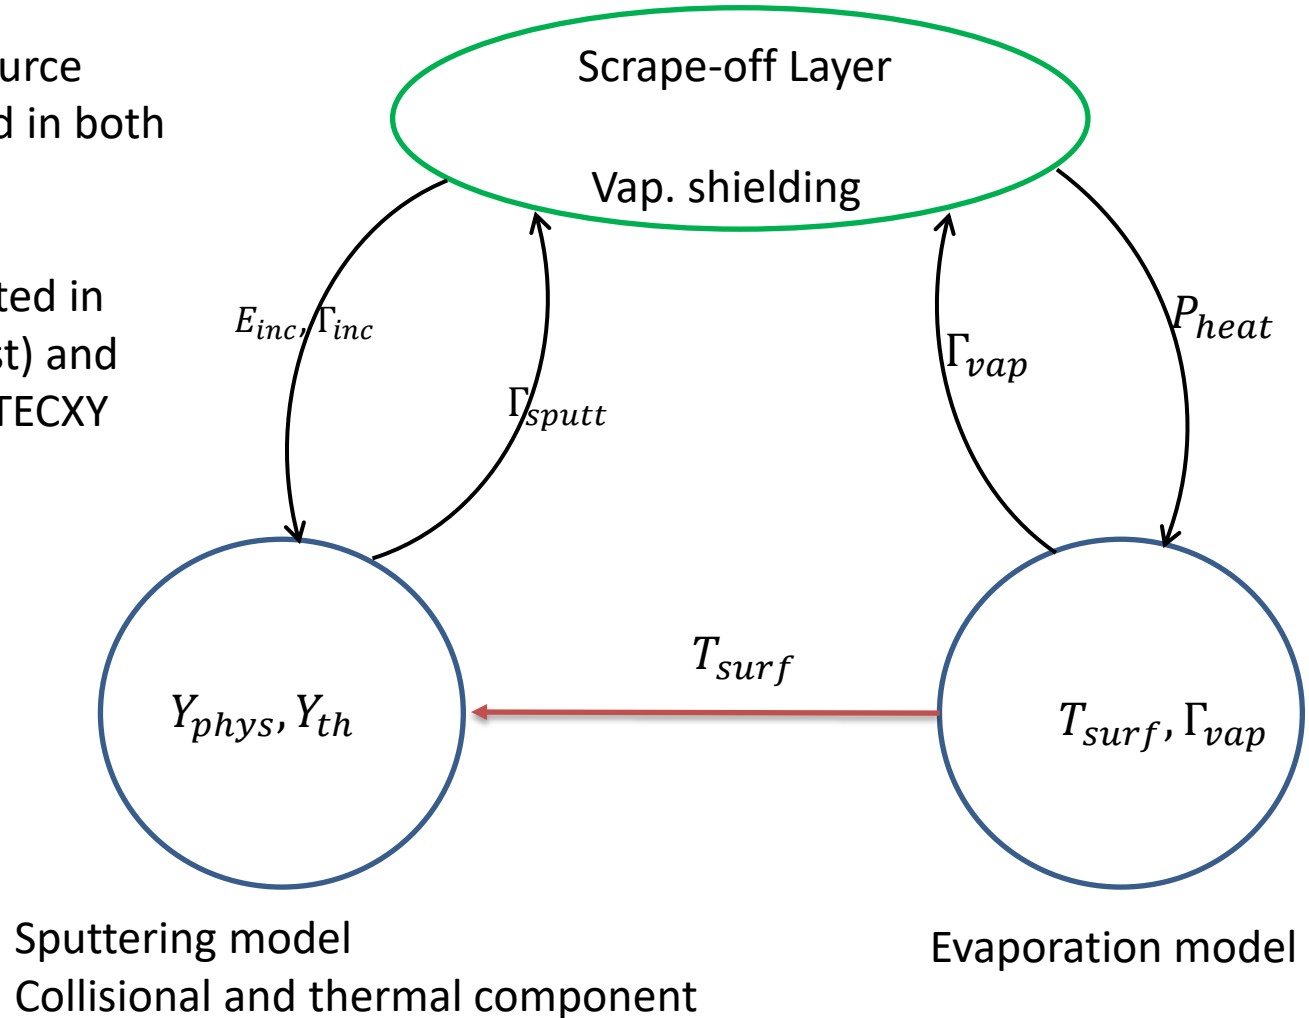 ource
d in both
ted in
st) and
TECXY
Scrape-off Layer
Vap. shielding
E_inc, Γ_inc
Γ_sputt
Γ_vap
P_heat
T_surf
Y_phys, Y_th
T_surf, Γ_vap
Sputtering model
Collisional and thermal component
Evaporation model